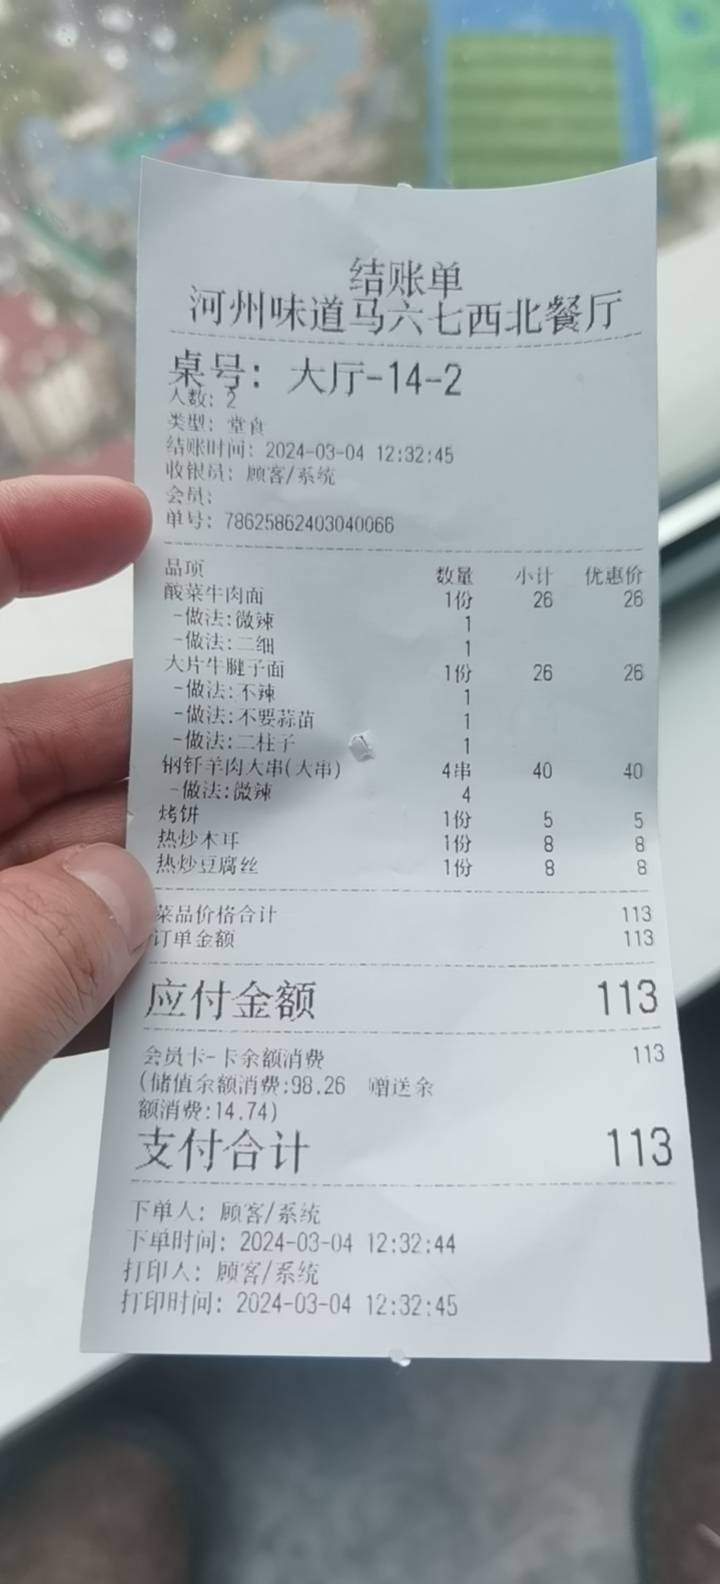 结账单
河州味道马六七西北餐厅
桌号: 大厅-14-2
人数: 2
类型: 堂食
结账时间: 2024-03-04 12:32:45
收银员: 顾客/系统
会员:
单号: 78625862403040066
品项 数量 小计 优惠价
酸菜牛肉面 1份 26 26
-做法:微辣 1
-做法:二细 1
大片牛腱子面 1份 26 26
-做法:不辣 1
-做法:不要蒜苗 1
-做法:二柱子 1
钢钎羊肉大串(大串) 4串 40 40
-做法:微辣 4
烤饼 1份 5 5
热炒木耳 1份 8 8
热炒豆腐丝 1份 8 8
菜品价格合计 113
订单金额 113
应付金额 113
会员卡-卡余额消费 113
(储值余额消费:98.26 赠送余
额消费:14.74)
支付合计 113
下单人: 顾客/系统
下单时间: 2024-03-04 12:32:44
打印人: 顾客/系统
打印时间: 2024-03-04 12:32:45